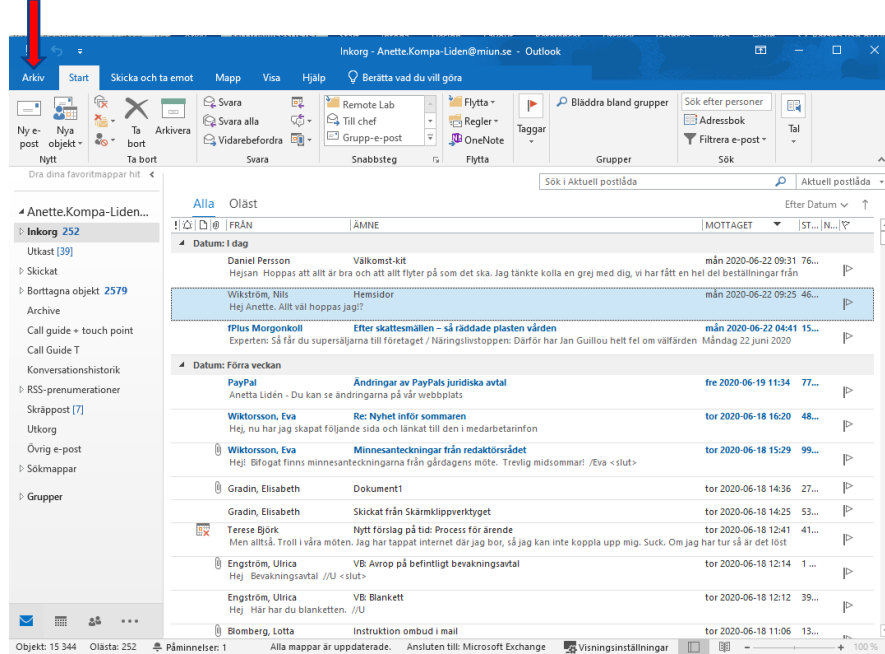 Inkorg - Anette.Kompa-Liden@miun.se - Outlook
Arkiv Start Skicka och ta emot Mapp Visa Hjälp Berätta vad du vill göra
Ny e-post
Nya objekt
Ta bort
Arkivera
Svara
Svara alla
Vidarebefordra
Remote Lab
Till chef
Grupp-e-post
Flytta
Regler
OneNote
Taggar
Bläddra bland grupper
Sök efter personer
Adressbok
Filtrera e-post
Tal
Nytt Ta bort Svara Snabbsteg Flytta Grupper Sök
Dra dina favoritmappar hit
Sök i Aktuell postlåda Aktuell postlåda
Anette.Kompa-Liden...
Inkorg 252
Utkast [39]
Skickat
Borttagna objekt 2579
Archive
Call guide + touch point
Call Guide T
Konversationshistorik
RSS-prenumerationer
Skräppost [7]
Utkorg
Övrig e-post
Sökmappar
Grupper
Alla Oläst Efter Datum
FRÅN ÄMNE MOTTAGET ST... N...
Datum: I dag
Daniel Persson Välkomst-kit mån 2020-06-22 09:31 76...
Hejsan Hoppas att allt är bra och att allt flyter på som det ska. Jag tänkte kolla en grej med dig, vi har fått en hel del beställningar från
Wikström, Nils Hemsidor mån 2020-06-22 09:25 46...
Hej Anette. Allt väl hoppas jag!?
fPlus Morgonkoll Efter skattesmällen – så räddade plasten vården mån 2020-06-22 04:41 15...
Experten: Så får du supersäljarna till företaget / Näringslivstoppen: Därför har Jan Guillou helt fel om välfärden Måndag 22 juni 2020
Datum: Förra veckan
PayPal Ändringar av PayPals juridiska avtal fre 2020-06-19 11:34 77...
Anetta Lidén - Du kan se ändringarna på vår webbplats
Wiktorsson, Eva Re: Nyhet inför sommaren tor 2020-06-18 16:20 48...
Hej, nu har jag skapat följande sida och länkat till den i medarbetarinfon
Wiktorsson, Eva Minnesanteckningar från redaktörsrådet tor 2020-06-18 15:29 99...
Hej! Bifogat finns minnesanteckningarna från gårdagens möte. Trevlig midsommar! /Eva <slut>
Gradin, Elisabeth Dokument1 tor 2020-06-18 14:36 27...
Gradin, Elisabeth Skickat från Skärmklippverktyget tor 2020-06-18 14:25 53...
Terese Björk Nytt förslag på tid: Process för ärende tor 2020-06-18 12:41 41...
Men alltså. Troll i våra möten. Jag har tappat internet där jag bor, så jag kan inte koppla upp mig. Suck. Om jag har tur så är det löst
Engström, Ulrica VB: Avrop på befintligt bevakningsavtal tor 2020-06-18 12:14 1 ...
Hej Bevakningsavtal //U <slut>
Engström, Ulrica VB: Blankett tor 2020-06-18 12:12 39...
Hej Här har du blanketten. //U
Blomberg, Lotta Instruktion ombud i mail tor 2020-06-18 11:06 13...
Objekt: 15 344 Olästa: 252 Påminnelser: 1 Alla mappar är uppdaterade. Ansluten till: Microsoft Exchange Visningsinställningar 100 %